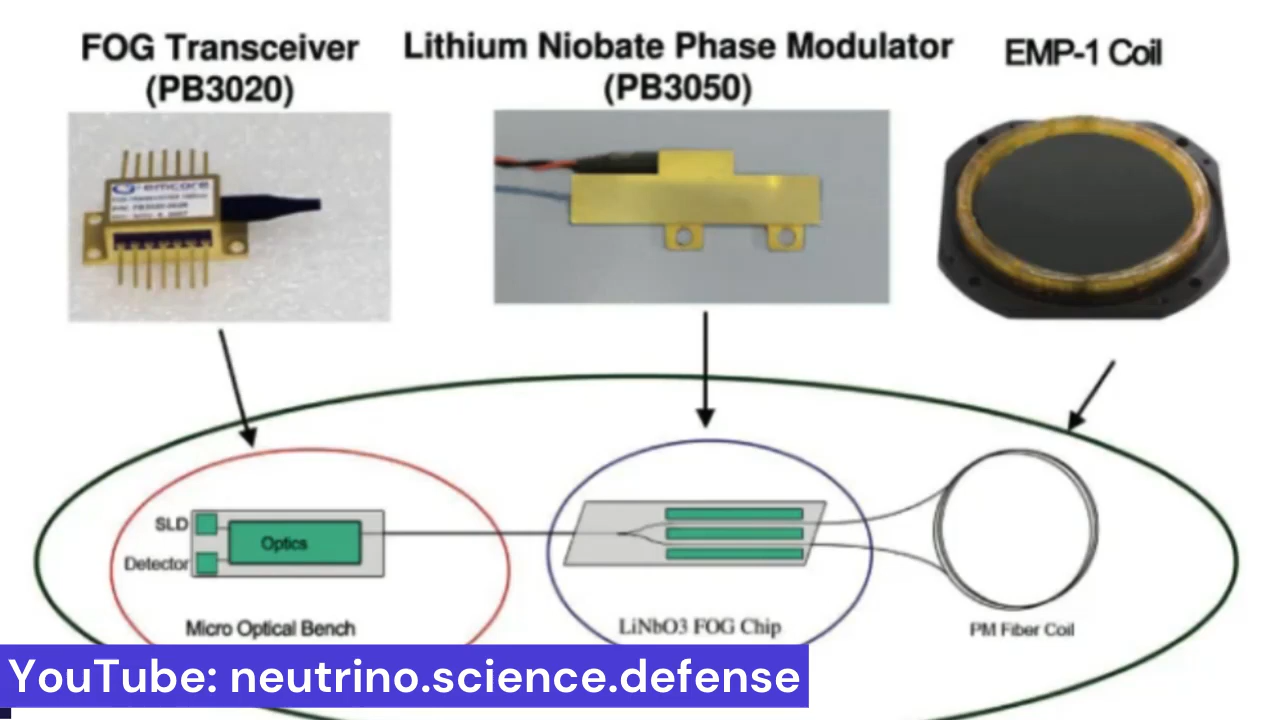 FOG Transceiver
(PB3020)
Lithium Niobate Phase Modulator
(PB3050)
EMP-1 Coil
emcore
SLD
Detector
Optics
Micro Optical Bench
LiNbO3 FOG Chip
PM Fiber Coil
YouTube: neutrino.science.defense